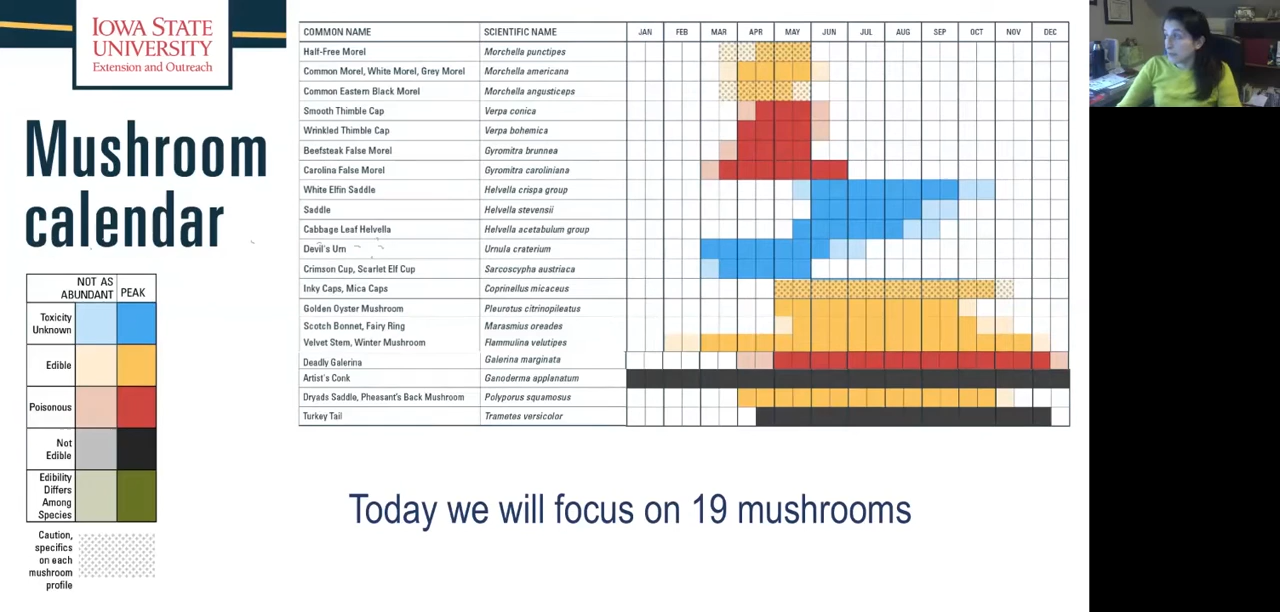 IOWA STATE
UNIVERSITY
Extension and Outreach
Mushroom
calendar
NOT AS
ABUNDANT PEAK
Toxicity
Unknown
Edible
Poisonous
Not
Edible
Edibility
Differs
Among
Species
Caution,
specifics
on each
mushroom
profile
COMMON NAME SCIENTIFIC NAME JAN FEB MAR APR MAY JUN JUL AUG SEP OCT NOV DEC
Half-Free Morel Morchella punctipes
Common Morel, White Morel, Grey Morel Morchella americana
Common Eastern Black Morel Morchella angusticeps
Smooth Thimble Cap Verpa conica
Wrinkled Thimble Cap Verpa bohemica
Beefsteak False Morel Gyromitra brunnea
Carolina False Morel Gyromitra caroliniana
White Elfin Saddle Helvella crispa group
Saddle Helvella stevensii
Cabbage Leaf Helvella Helvella acetabulum group
Devil's Urn Urnula craterium
Crimson Cup, Scarlet Elf Cup Sarcoscypha austriaca
Inky Caps, Mica Caps Coprinellus micaceus
Golden Oyster Mushroom Pleurotus citrinopileatus
Scotch Bonnet, Fairy Ring Marasmius oreades
Velvet Stem, Winter Mushroom Flammulina velutipes
Deadly Galerina Galerina marginata
Artist's Conk Ganoderma applanatum
Dryads Saddle, Pheasant's Back Mushroom Polyporus squamosus
Turkey Tail Trametes versicolor
Today we will focus on 19 mushrooms